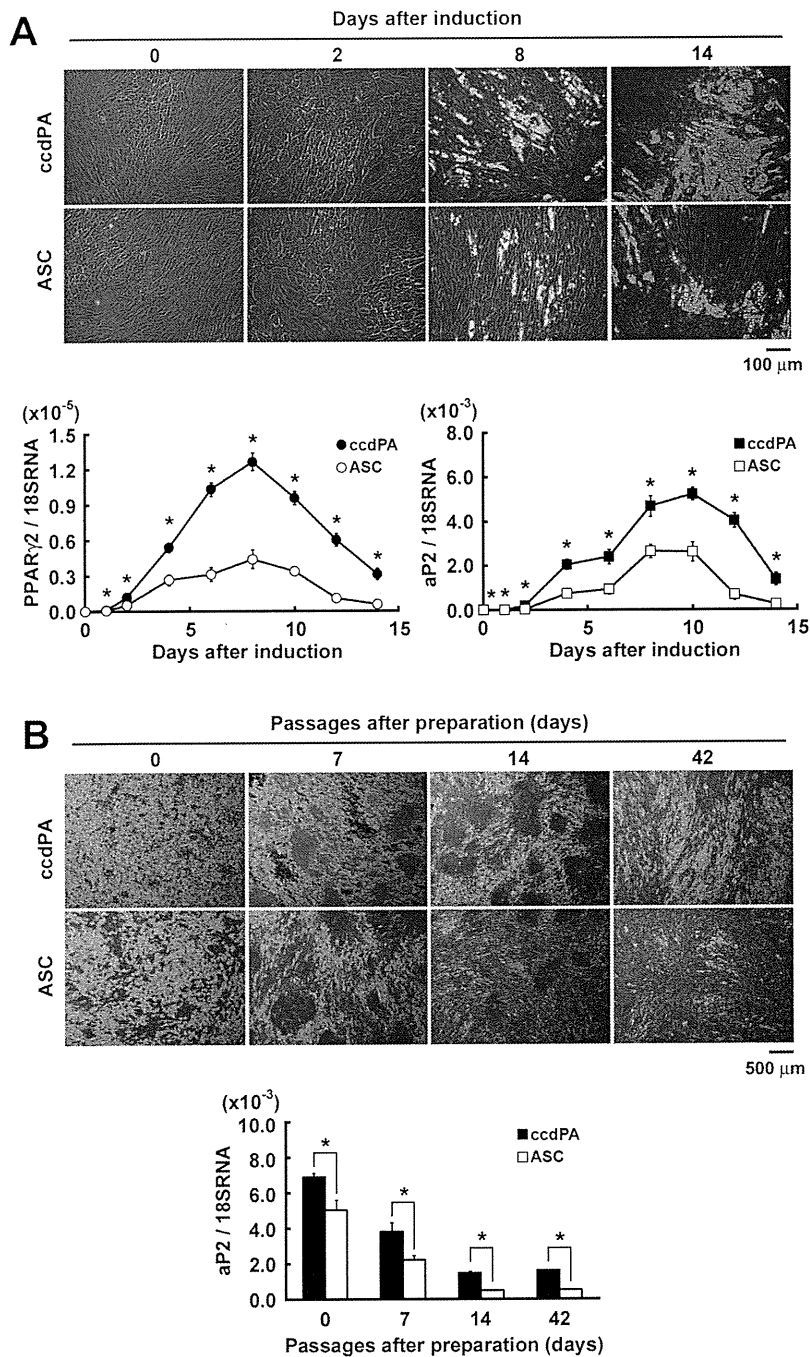 A
Days after induction
0 2 8 14
ccdPA
ASC
100 μm
(x10-5)
1.5
1.2
0.9
0.6
0.3
0.0
PPARγ2 / 18SRNA
ccdPA
ASC
* * * * * * * *
0 5 10 15
Days after induction
(x10-3)
8.0
6.0
4.0
2.0
0.0
aP2 / 18SRNA
ccdPA
ASC
* * * * * * * * *
0 5 10 15
Days after induction
B
Passages after preparation (days)
0 7 14 42
ccdPA
ASC
500 μm
(x10-3)
10.0
8.0
6.0
4.0
2.0
0.0
aP2 / 18SRNA
ccdPA
ASC
* * * *
0 7 14 42
Passages after preparation (days)